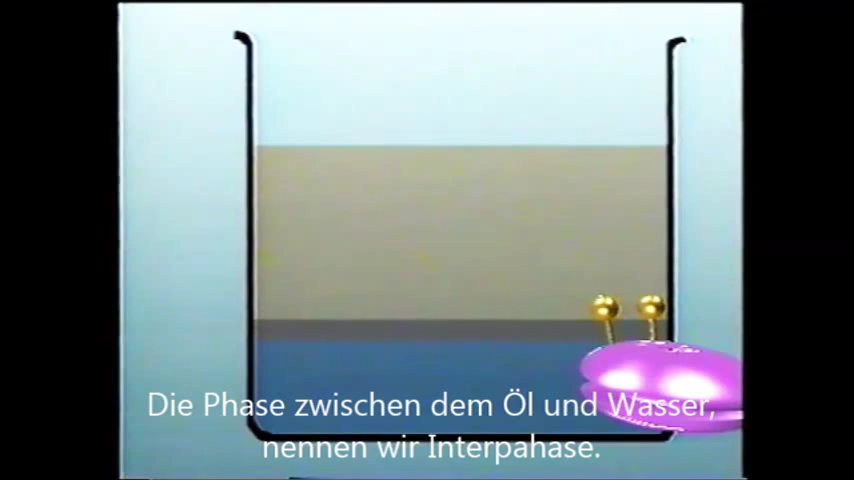 Die Phase zwischen dem Öl und Wasser,
nennen wir Interpahase.